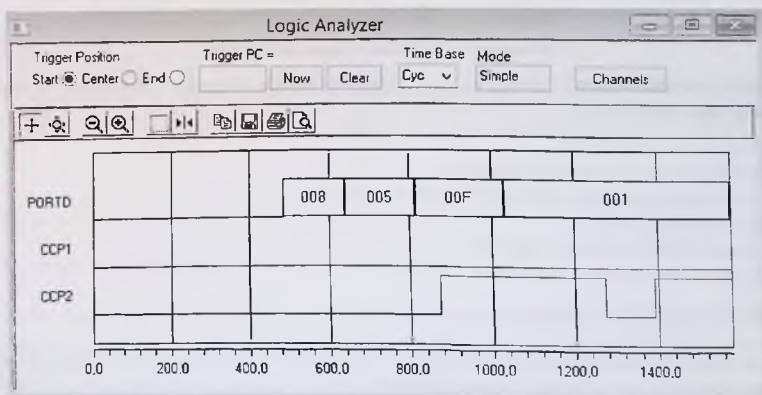 Logic Analyzer
Trigger Position Trigger PC = Time Base Mode
Start Center End Now Clear Cyc Simple Channels
PORTD 008 005 00F 001
CCP1
CCP2
0.0 200.0 400.0 600.0 800.0 1000.0 1200.0 1400.0